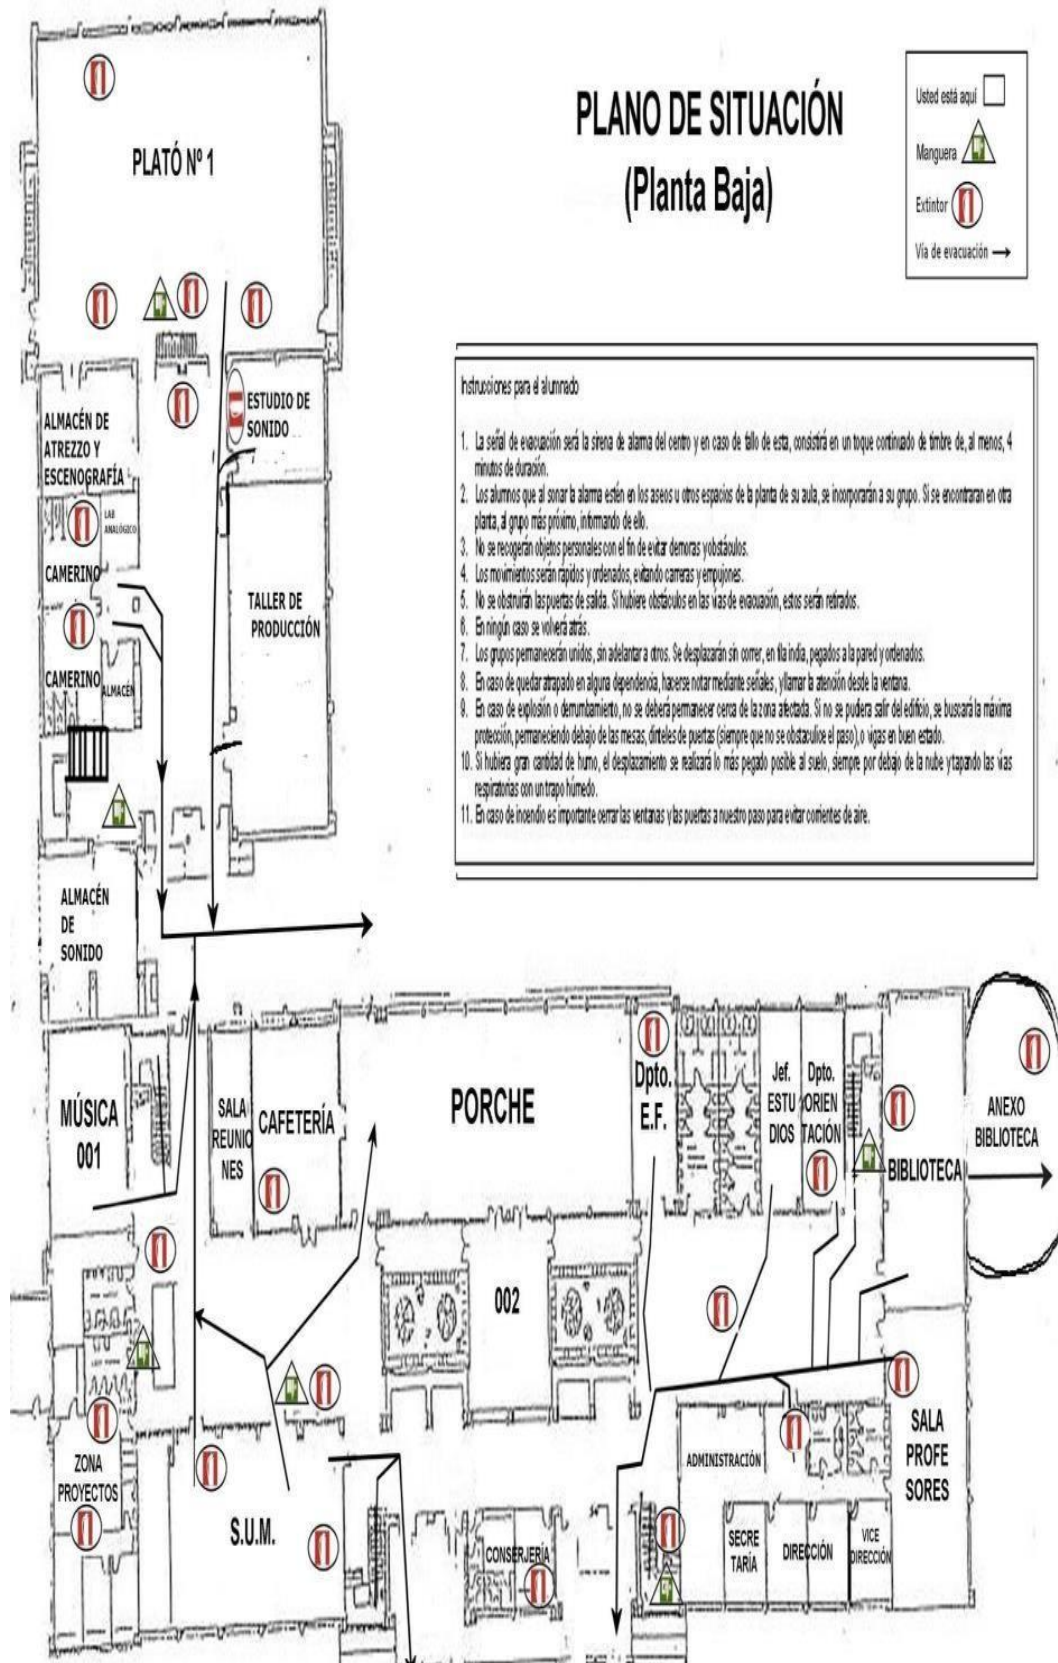 PLANO DE SITUACIÓN
(Planta Baja)
Usted está aquí
Manguera
Extintor
Vía de evacuación
PLATÓ Nº 1
Instrucciones para el alumnado
1. La señal de evacuación será la sirena de alarma del centro y en caso de fallo de esta, consistirá en un toque continuado de timbre de, al menos, 4
minutos de duración.
2. Los alumnos que al sonar la alarma estén en los aseos u otros espacios de la planta de su aula, se incorporarán a su grupo. Si se encontraran en otra
planta, al grupo más próximo, informando de ello.
3. No se recogerán objetos personales con el fin de evitar demoras y obstáculos.
4. Los movimientos serán rápidos y ordenados, evitando carreras y empujones.
5. No se obstruirán las puertas de salida. Si hubiere obstáculos en las vías de evacuación, estos serán retirados.
6. En ningún caso se volverá atrás.
7. Los grupos permanecerán unidos, sin adelantar a otros. Se desplazarán sin correr, en fila india, pegados a la pared y ordenados.
8. En caso de quedar atrapado en alguna dependencia, hacerse notar mediante señales, y llamar la atención desde la ventana.
9. En caso de explosión o derrumbamiento, no se deberá permanecer cerca de la zona afectada. Si no se pudiera salir del edificio, se buscará la máxima
protección, permaneciendo debajo de las mesas, dinteles de puertas (siempre que no se obstaculice el paso), o vigas en buen estado.
10. Si hubiera gran cantidad de humo, el desplazamiento se realizará lo más pegado posible al suelo, siempre por debajo de la nube y tapando las vías
respiratorias con un trapo húmedo.
11. En caso de incendio es importante cerrar las ventanas y las puertas a nuestro paso para evitar corrientes de aire.
ESTUDIO DE
SONIDO
ALMACÉN DE
ATREZZO Y
ESCENOGRAFÍA
LAB
ANALÓGICO
CAMERINO
TALLER DE
PRODUCCIÓN
CAMERINO
ALMACÉN
ALMACÉN
DE
SONIDO
MÚSICA
001
SALA
REUNIO
NES
CAFETERÍA
PORCHE
Dpto.
E.F.
Jef.
ESTU
DIOS
Dpto.
ORIEN
TACIÓN
BIBLIOTECA
ANEXO
BIBLIOTECA
002
ZONA
PROYECTOS
S.U.M.
CONSERJERÍA
ADMINISTRACIÓN
SECRE
TARÍA
DIRECCIÓN
VICE
DIRECCIÓN
SALA
PROFE
SORES